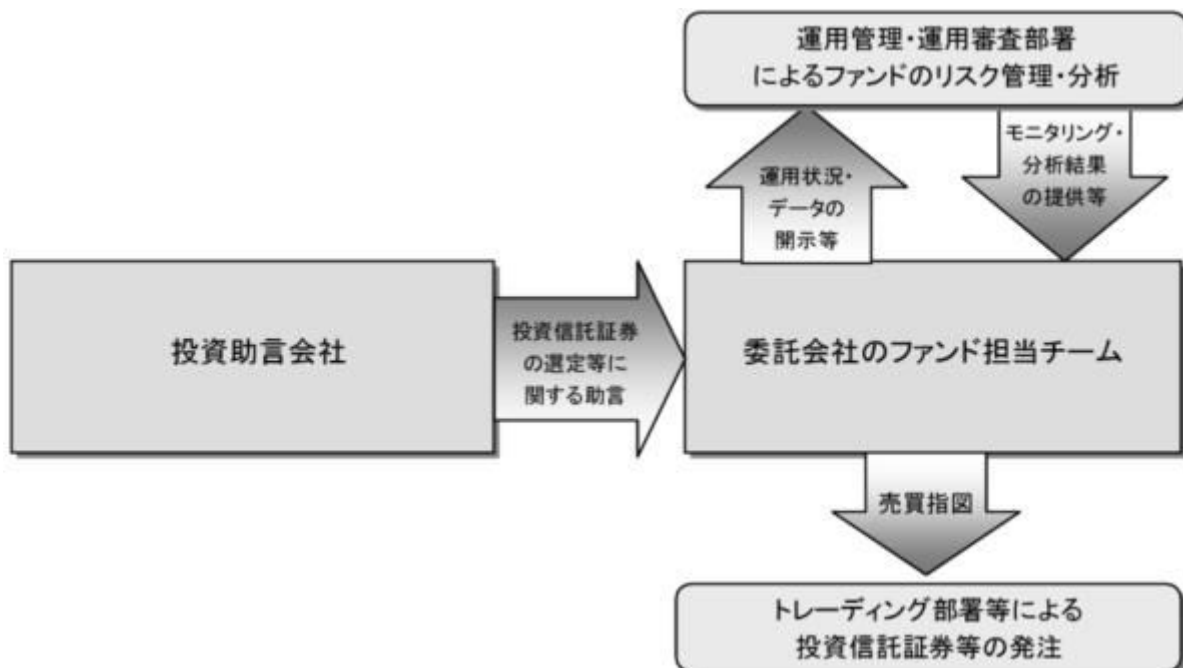 運用管理・運用審査部署
によるファンドのリスク管理・分析
運用状況・
データの
開示等
モニタリング・
分析結果
の提供等
投資助言会社
投資信託証券
の選定等に
関する助言
委託会社のファンド担当チーム
売買指図
トレーディング部署等による
投資信託証券等の発注